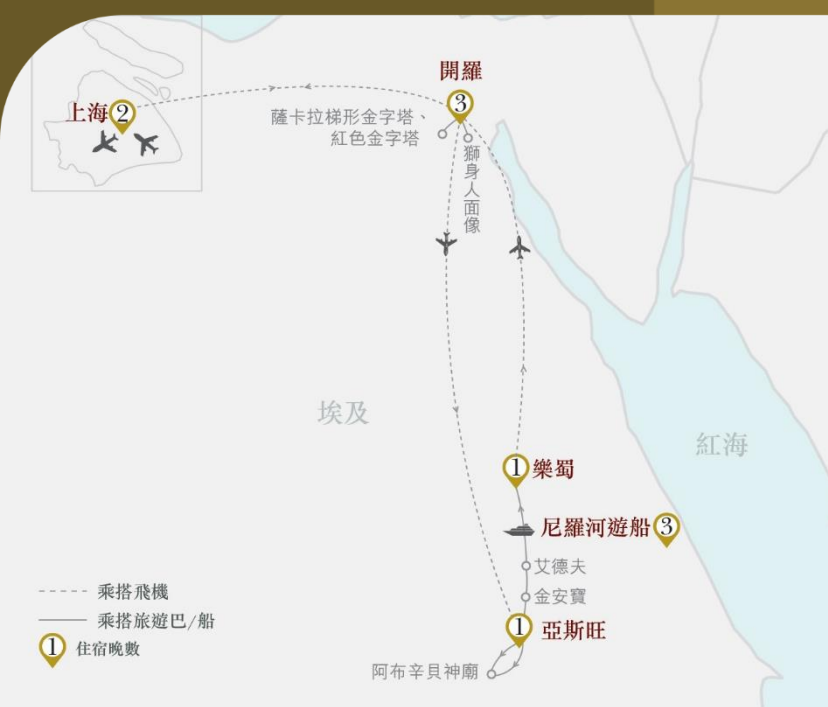 開羅
3
上海 2
薩卡拉梯形金字塔、
紅色金字塔
獅身人面像
埃及
紅海
1 樂蜀
尼羅河遊船 3
艾德夫
金安寶
1 亞斯旺
阿布辛貝神廟
乘搭飛機
乘搭旅遊巴/船
1 住宿晚數